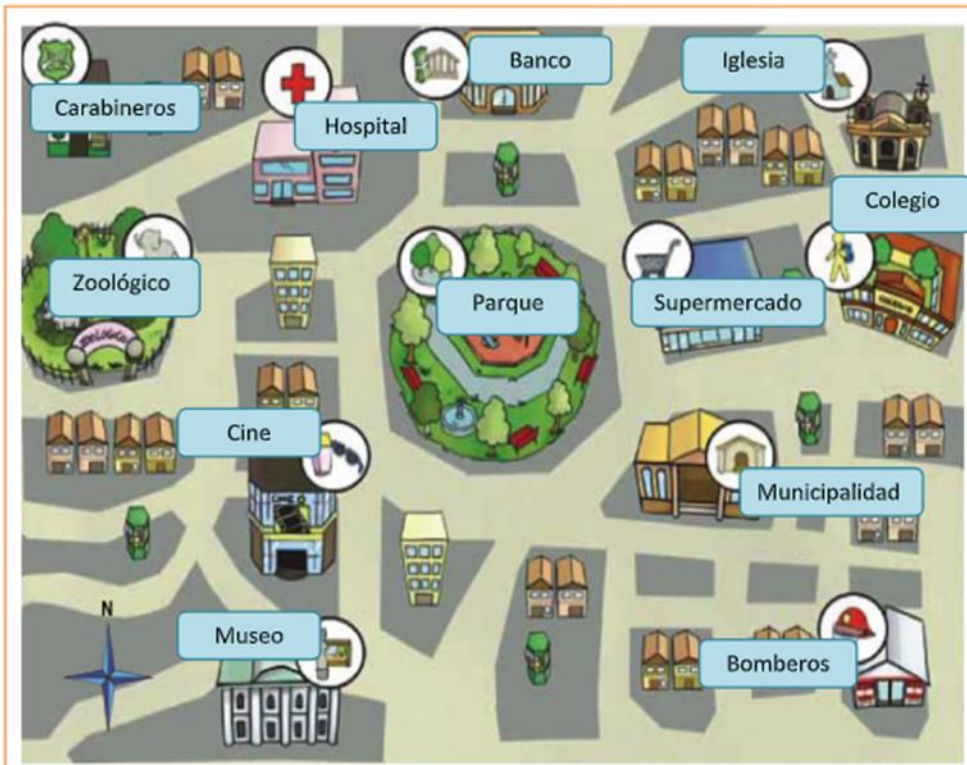 Banco
Iglesia
Carabineros
Hospital
Colegio
Zoológico
Parque
Supermercado
Cine
Municipalidad
N
Museo
Bomberos